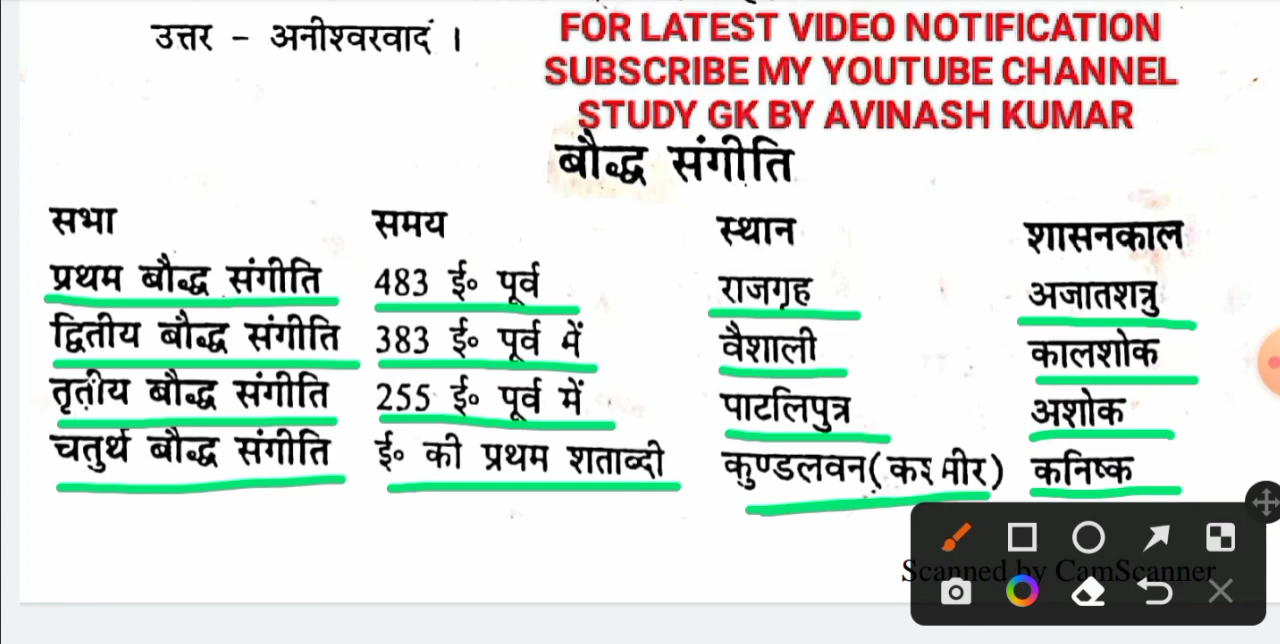 उत्तर - अनीश्वरवादं ।
FOR LATEST VIDEO NOTIFICATION
SUBSCRIBE MY YOUTUBE CHANNEL
STUDY GK BY AVINASH KUMAR
बौद्ध संगीति
सभा समय स्थान शासनकाल
प्रथम बौद्ध संगीति 483 ई॰ पूर्व राजगृह अजातशत्रु
द्वितीय बौद्ध संगीति 383 ई॰ पूर्व में वैशाली कालशोक
तृतीय बौद्ध संगीति 255 ई॰ पूर्व में पाटलिपुत्र अशोक
चतुर्थ बौद्ध संगीति ई॰ की प्रथम शताब्दी कुण्डलवन(कश्मीर) कनिष्क
Scanned by CamScanner